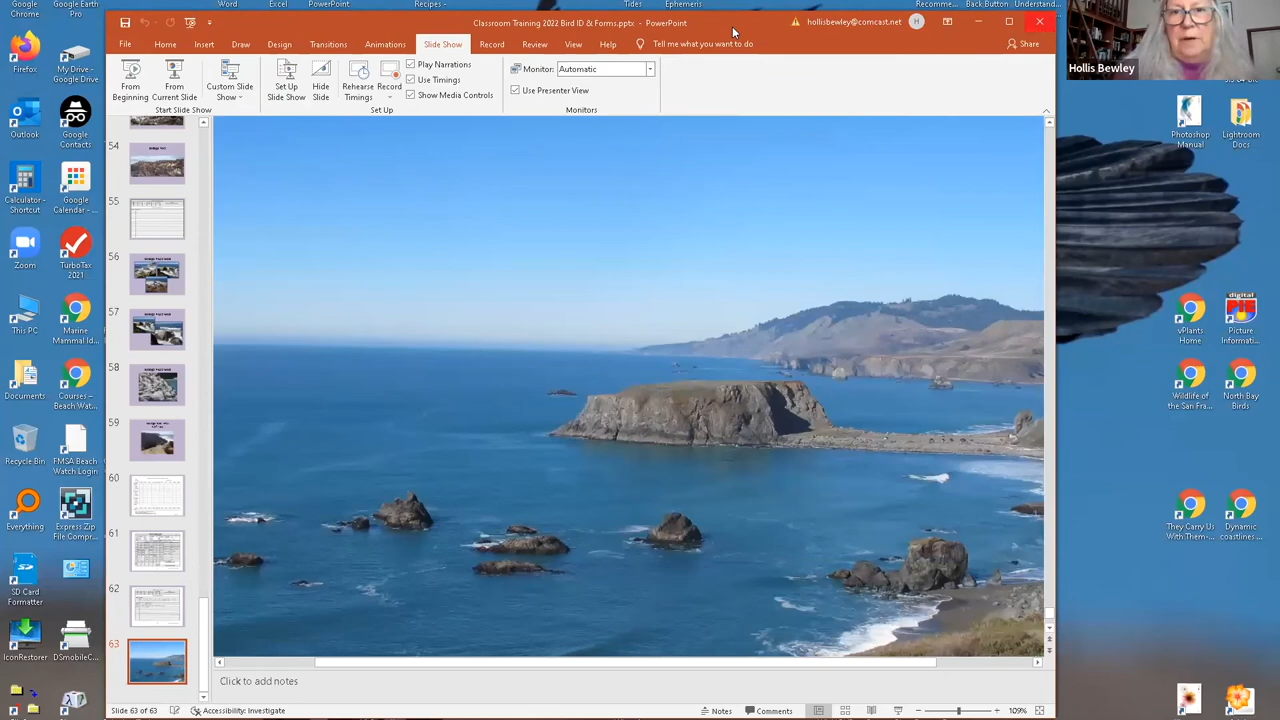 Google Chrome
Google Earth Pro
Word
Excel
PowerPoint
Recipes -
Tides
Ephemeris
Recomme...
Back Button
Understand...
Classroom Training 2022 Bird ID & Forms.pptx - PowerPoint
hollisbewley@comcast.net
H
File
Home
Insert
Draw
Design
Transitions
Animations
Slide Show
Record
Review
View
Help
Tell me what you want to do
Share
From Beginning
From Current Slide
Custom Slide Show
Start Slide Show
Set Up Slide Show
Hide Slide
Rehearse Timings
Record
Play Narrations
Use Timings
Show Media Controls
Set Up
Monitor:
Automatic
Use Presenter View
Monitors
Hollis Bewley
Firefox
My Drive - Google Drive
Outlook
Google Contacts
Calculator - Shortcut
Google Calendar - ...
Zoom
TurboTax 2021
This PC
Marine Mammal Id...
Documents
Courses – Beach Wat...
Recycle Bin
FMSA Beach Watch Login
Everything
Express Zip File Compr...
SD Card Formatter
IconRestorer
DSmobileC...
54
55
56
57
58
59
60
61
62
63
Photoshop Manual
Lightroom Docs
vPlants Home
digital
Picture Informati...
Wildlife of the San Fra...
North Bay Birds
They Carry Us With Them-...
Dynamic coastlines...
Click to add notes
Slide 63 of 63
Accessibility: Investigate
Notes
Comments
109%